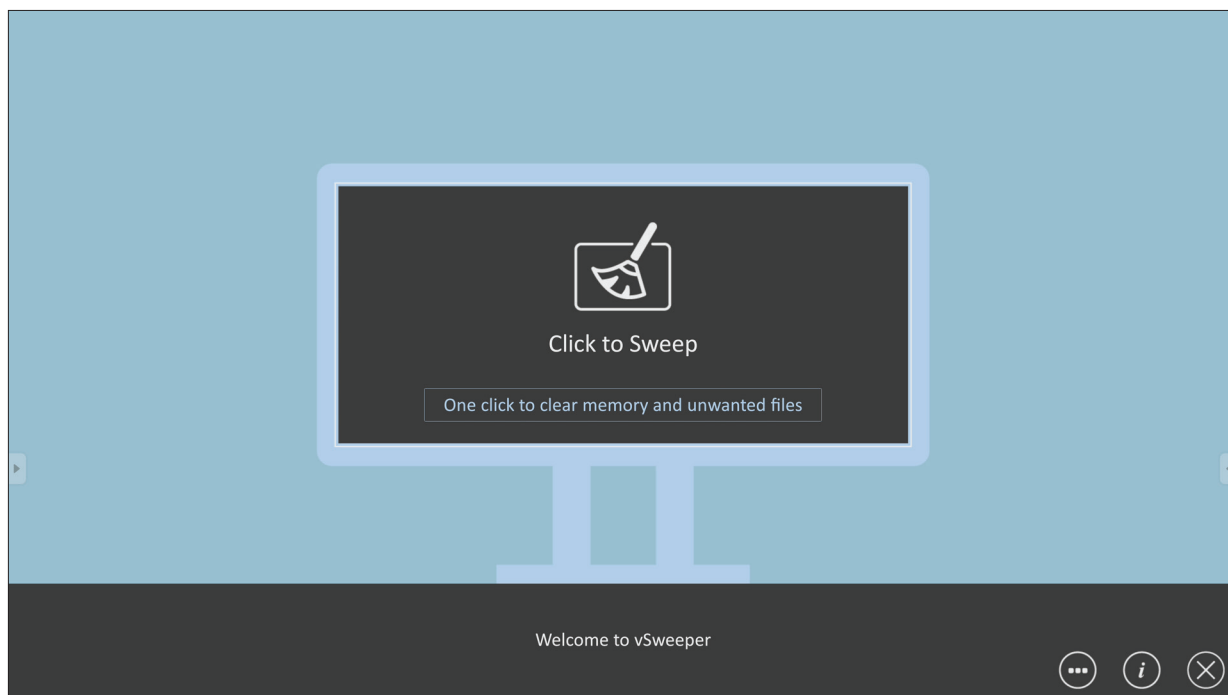 Click to Sweep
One click to clear memory and unwanted files
Welcome to vSweeper
i